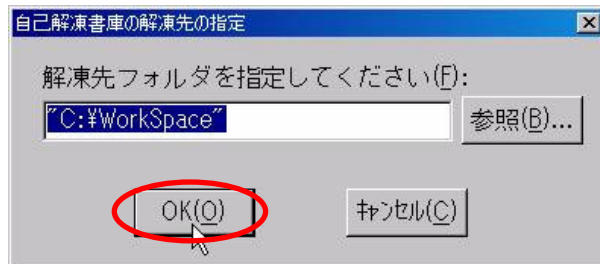 自己解凍書庫の解凍先の指定
解凍先フォルダを指定してください(F):
"C:¥WorkSpace"
参照(B)...
OK(O)
ｷｬﾝｾﾙ(C)